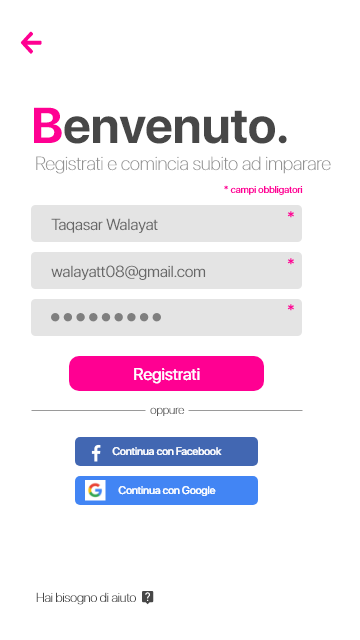 Benvenuto.
Registrati e comincia subito ad imparare
* campi obbligatori
Taqasar Walayat *
walayatt08@gmail.com *
●●●●●●●●● *
Registrati
oppure
f Continua con Facebook
G Continua con Google
Hai bisogno di aiuto ?